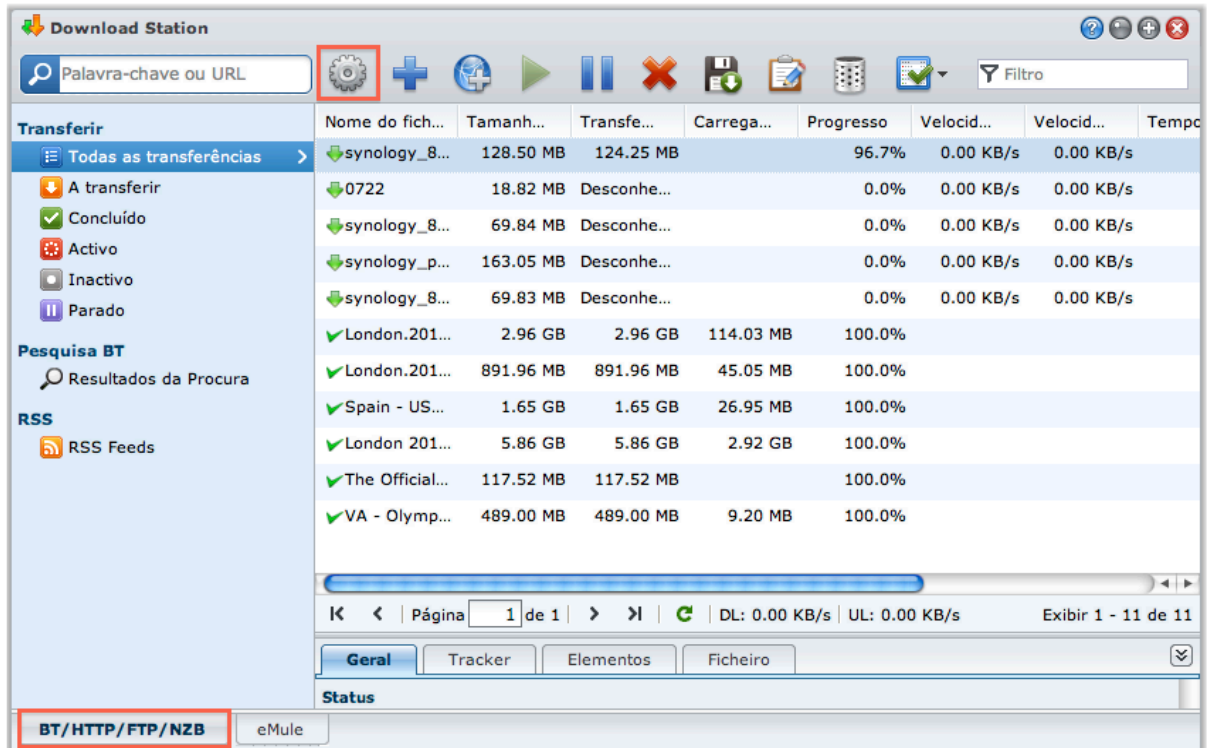 Download Station
Palavra-chave ou URL
Filtro
Transferir
Todas as transferências
A transferir
Concluído
Activo
Inactivo
Parado
Pesquisa BT
Resultados da Procura
RSS
RSS Feeds
Nome do fich... Tamanh... Transfe... Carrega... Progresso Velocid... Velocid... Tempo
synology_8... 128.50 MB 124.25 MB 96.7% 0.00 KB/s 0.00 KB/s
0722 18.82 MB Desconhe... 0.0% 0.00 KB/s 0.00 KB/s
synology_8... 69.84 MB Desconhe... 0.0% 0.00 KB/s 0.00 KB/s
synology_p... 163.05 MB Desconhe... 0.0% 0.00 KB/s 0.00 KB/s
synology_8... 69.83 MB Desconhe... 0.0% 0.00 KB/s 0.00 KB/s
London.201... 2.96 GB 2.96 GB 114.03 MB 100.0%
London.201... 891.96 MB 891.96 MB 45.05 MB 100.0%
Spain - US... 1.65 GB 1.65 GB 26.95 MB 100.0%
London 201... 5.86 GB 5.86 GB 2.92 GB 100.0%
The Official... 117.52 MB 117.52 MB 100.0%
VA - Olymp... 489.00 MB 489.00 MB 9.20 MB 100.0%
Página 1 de 1 DL: 0.00 KB/s UL: 0.00 KB/s Exibir 1 - 11 de 11
Geral Tracker Elementos Ficheiro
Status
BT/HTTP/FTP/NZB eMule